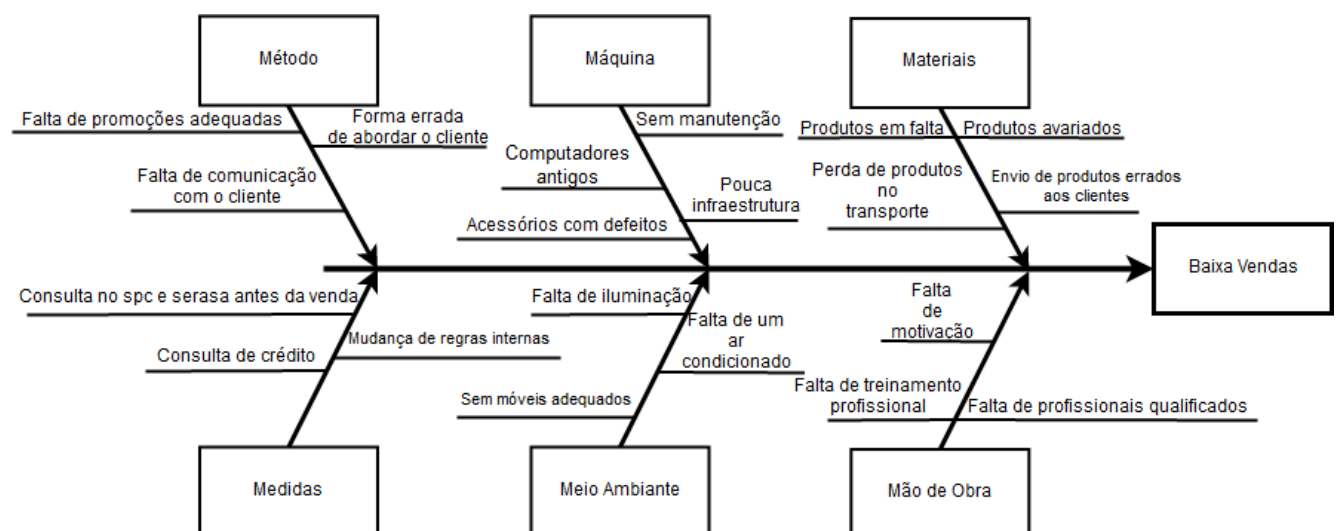 Método
Máquina
Materiais
Falta de promoções adequadas
Forma errada
de abordar o cliente
Falta de comunicação
com o cliente
Sem manutenção
Computadores
antigos
Pouca
infraestrutura
Acessórios com defeitos
Produtos em falta
Produtos avariados
Perda de produtos
no
transporte
Envio de produtos errados
aos clientes
Baixa Vendas
Consulta no spc e serasa antes da venda
Mudança de regras internas
Consulta de crédito
Falta de iluminação
Falta de um
ar
condicionado
Sem móveis adequados
Falta
de
motivação
Falta de treinamento
profissional
Falta de profissionais qualificados
Medidas
Meio Ambiante
Mão de Obra